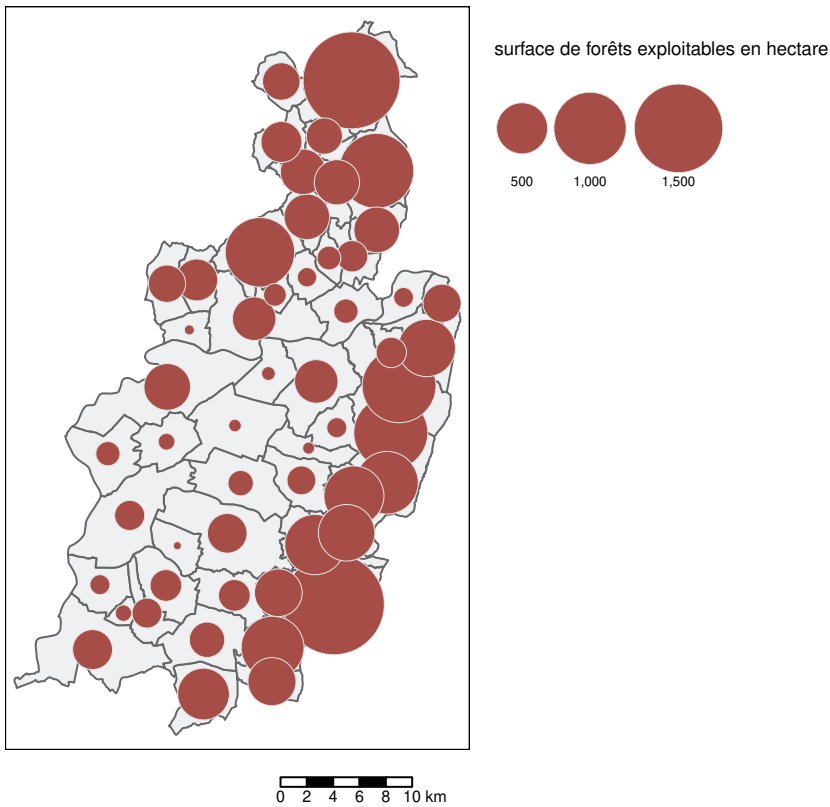 surface de forêts exploitables en hectare
500 1,000 1,500
0 2 4 6 8 10 km